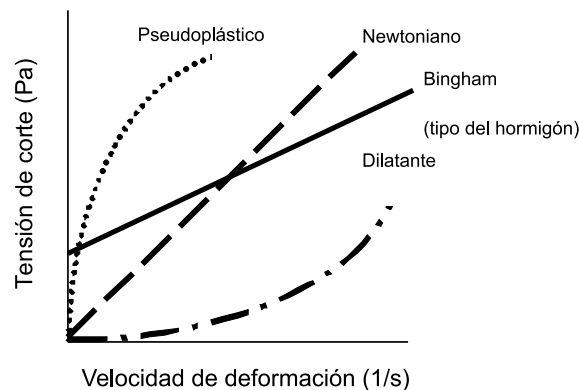 Pseudoplástico
Newtoniano
Bingham
(tipo del hormigón)
Dilatante
Tensión de corte (Pa)
Velocidad de deformación (1/s)